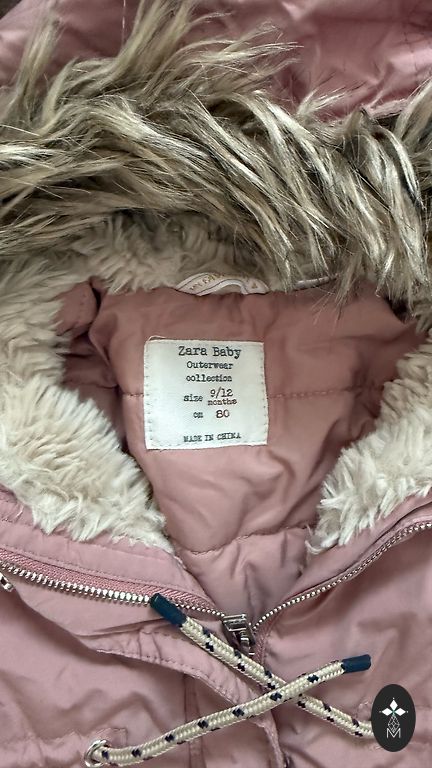 Zara Baby
Outerwear
collection
size 9/12
months
cm 80
MADE IN CHINA
M